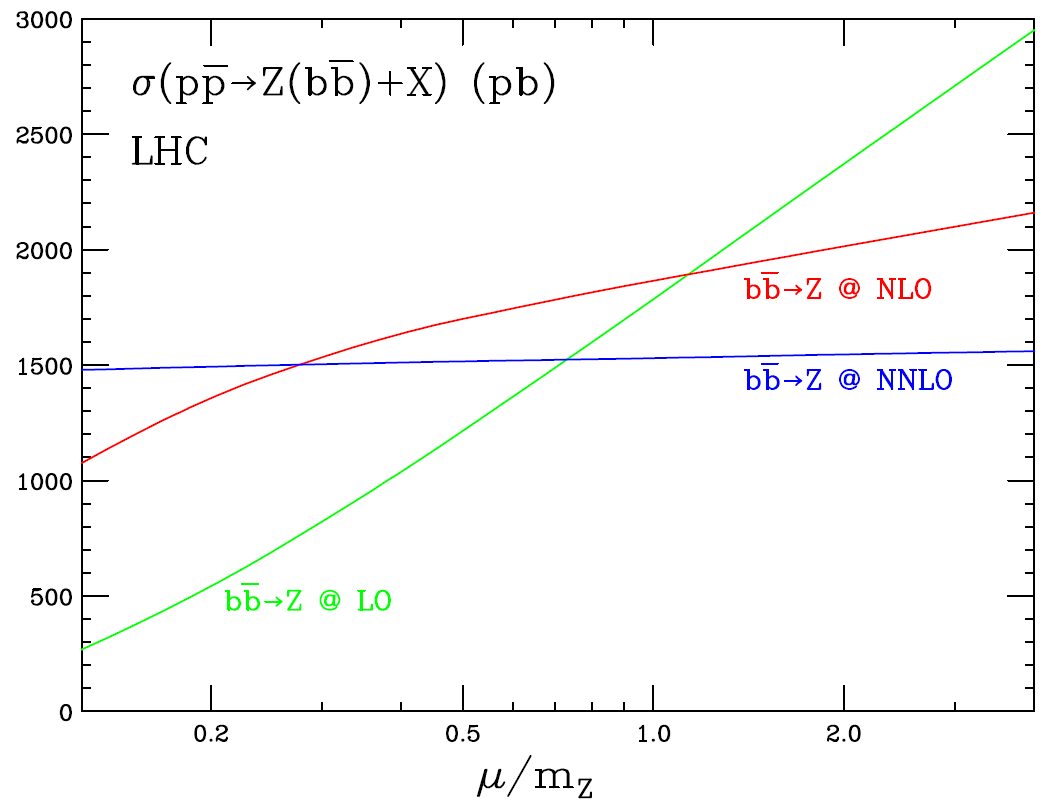 3000
σ(pp̅→Z(bb̅)+X) (pb)
2500
LHC
2000
bb̅→Z @ NLO
1500
bb̅→Z @ NNLO
1000
500
bb̅→Z @ LO
0
0.2 0.5 1.0 2.0
μ/m_Z